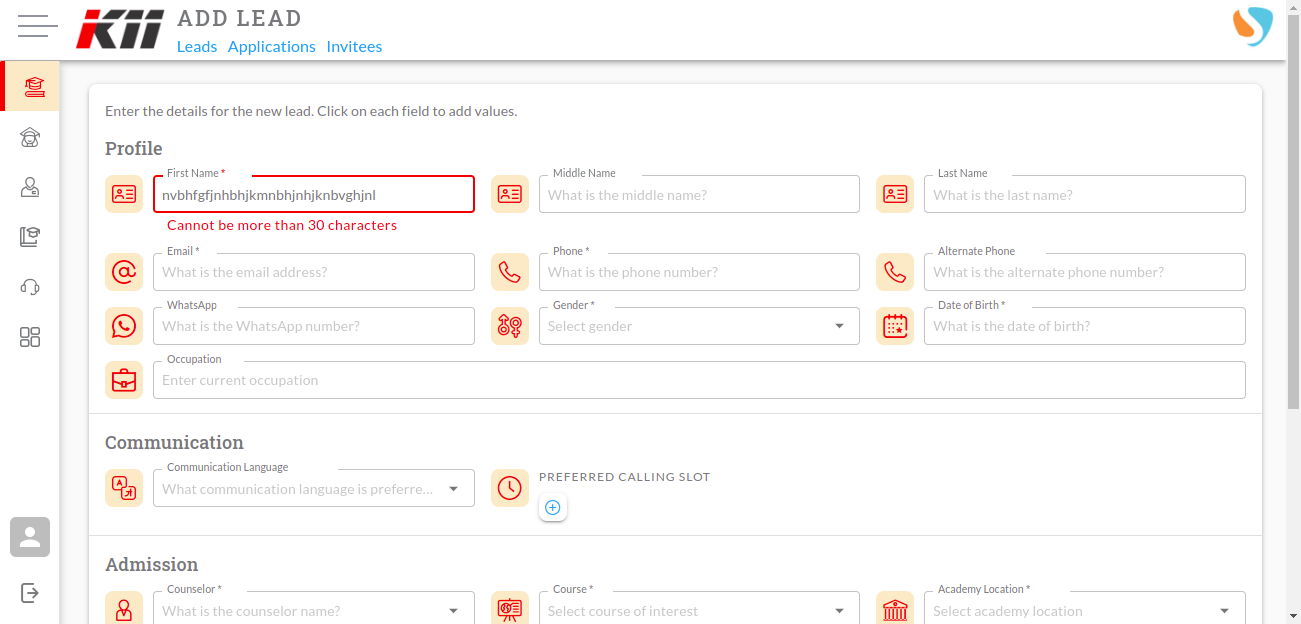 KII
ADD LEAD
Leads Applications Invitees
Enter the details for the new lead. Click on each field to add values.
Profile
First Name * Middle Name Last Name
nvbhfgfjnhbhjkmnbhjnhjknbvghjnl What is the middle name? What is the last name?
Cannot be more than 30 characters
Email * Phone * Alternate Phone
What is the email address? What is the phone number? What is the alternate phone number?
WhatsApp Gender * Date of Birth *
What is the WhatsApp number? Select gender What is the date of birth?
Occupation
Enter current occupation
Communication
Communication Language PREFERRED CALLING SLOT
What communication language is preferre...
Admission
Counselor * Course * Academy Location *
What is the counselor name? Select course of interest Select academy location